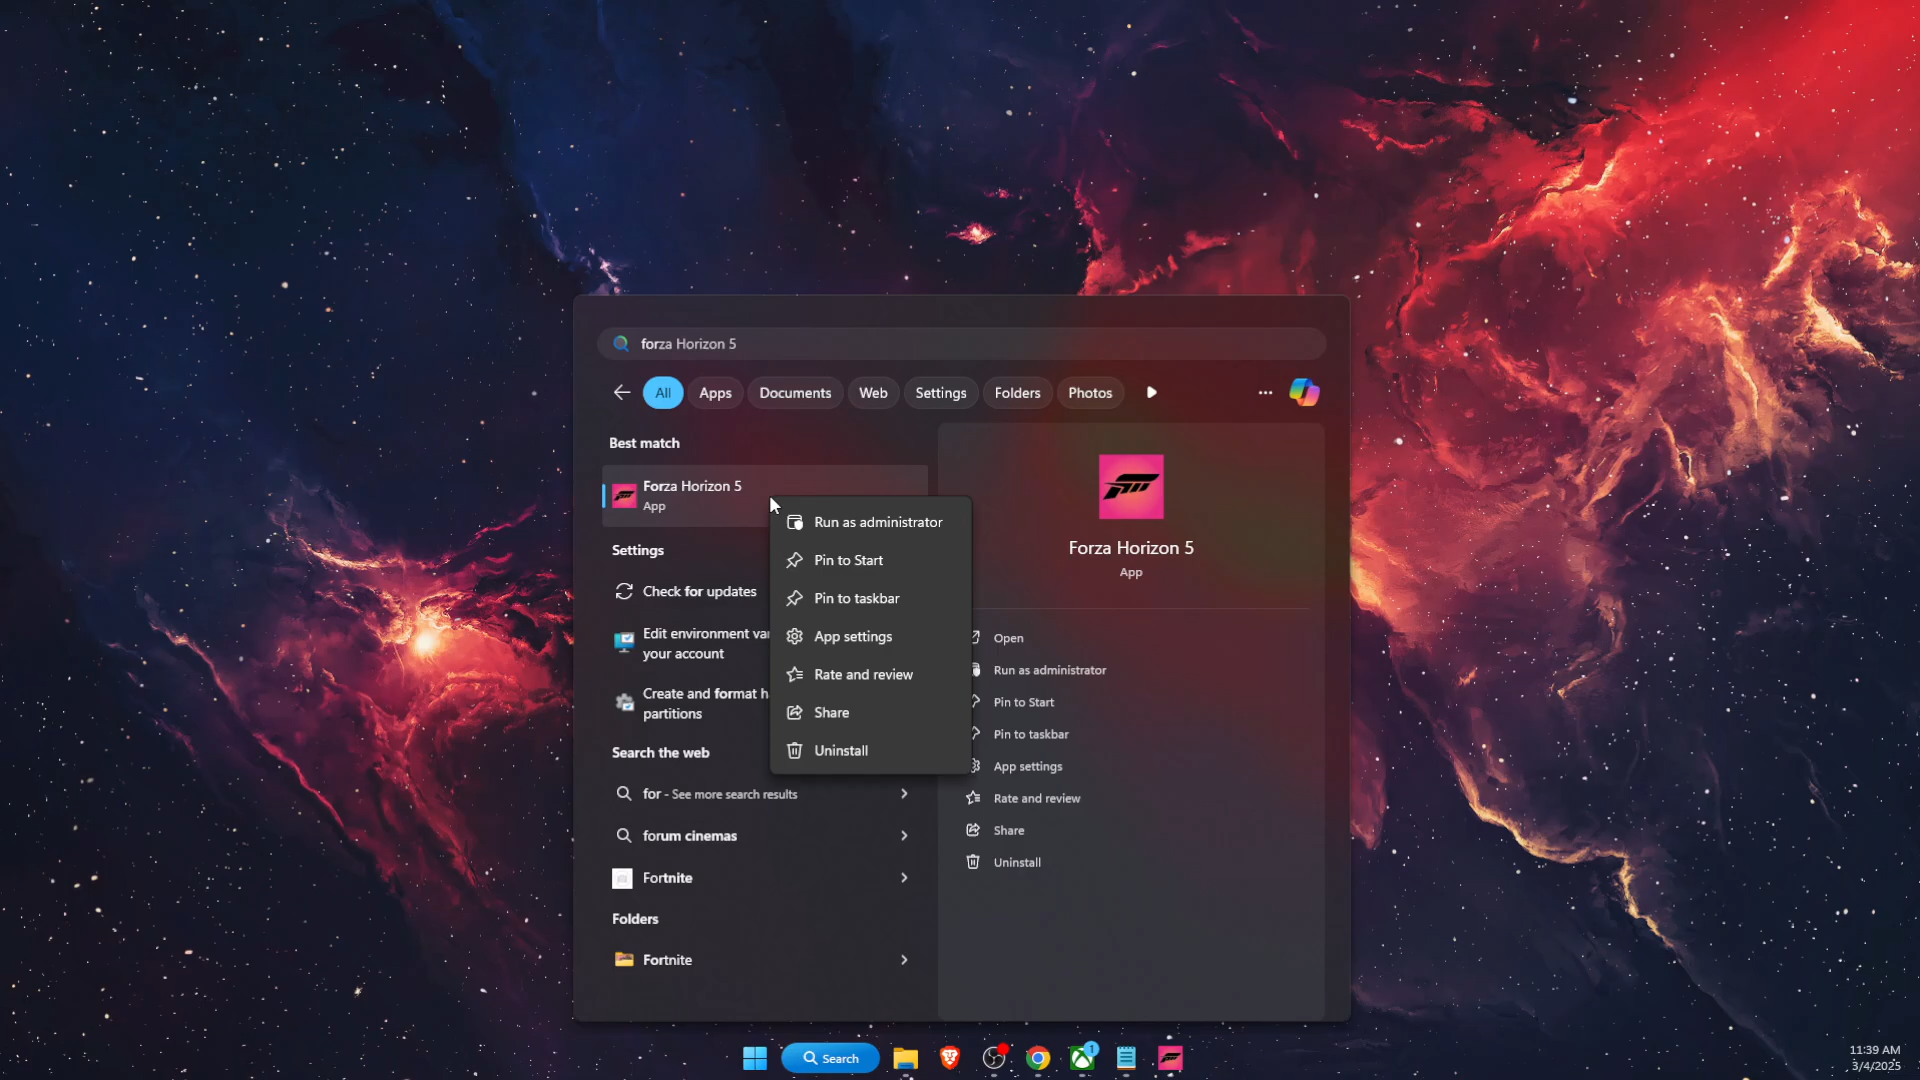 forza Horizon 5
All
Apps
Documents
Web
Settings
Folders
Photos
Best match
Forza Horizon 5
App
Run as administrator
Pin to Start
Pin to taskbar
App settings
Rate and review
Share
Uninstall
Settings
Check for updates
Edit environment va
your account
Create and format h
partitions
Search the web
for - See more search results
forum cinemas
Fortnite
Folders
Fortnite
Forza Horizon 5
App
Open
Run as administrator
Pin to Start
Pin to taskbar
App settings
Rate and review
Share
Uninstall
Search
1
11:39 AM
3/4/2025